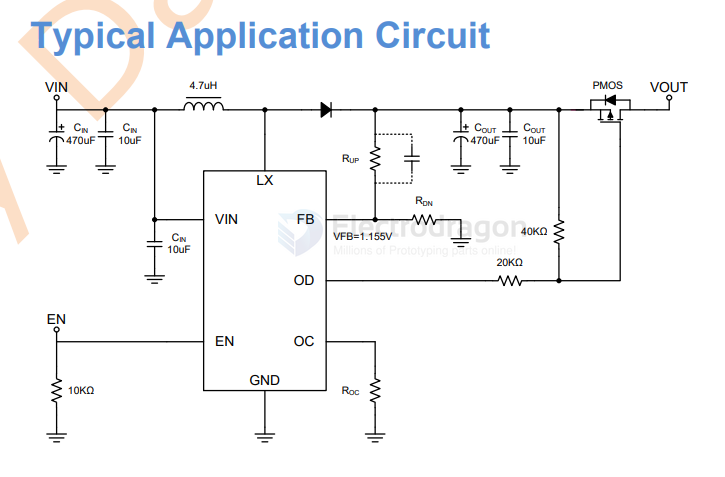 Typical Application Circuit
VIN
4.7uH
PMOS
VOUT
CIN
470uF
CIN
10uF
RUP
COUT
470uF
COUT
10uF
LX
RDN
VIN
FB
Electrodragon
VFB=1.155V
Millions of Prototyping parts online!
40KΩ
CIN
10uF
20KΩ
OD
EN
EN
OC
10KΩ
GND
ROC